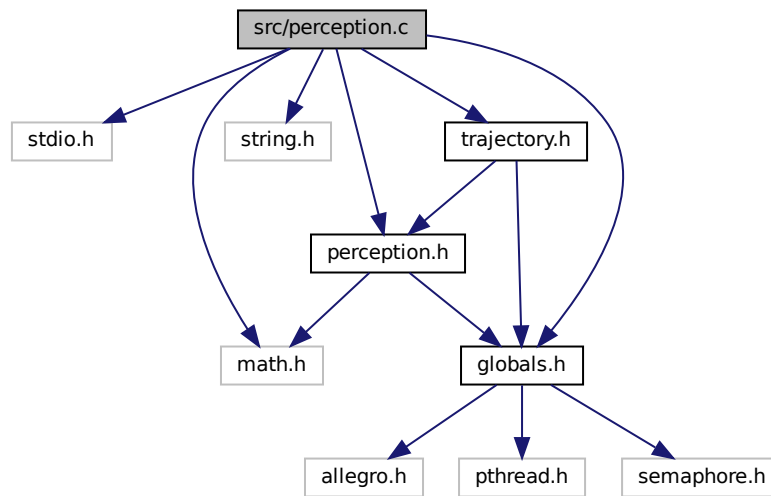 src/perception.c
stdio.h
string.h
trajectory.h
perception.h
math.h
globals.h
allegro.h
pthread.h
semaphore.h